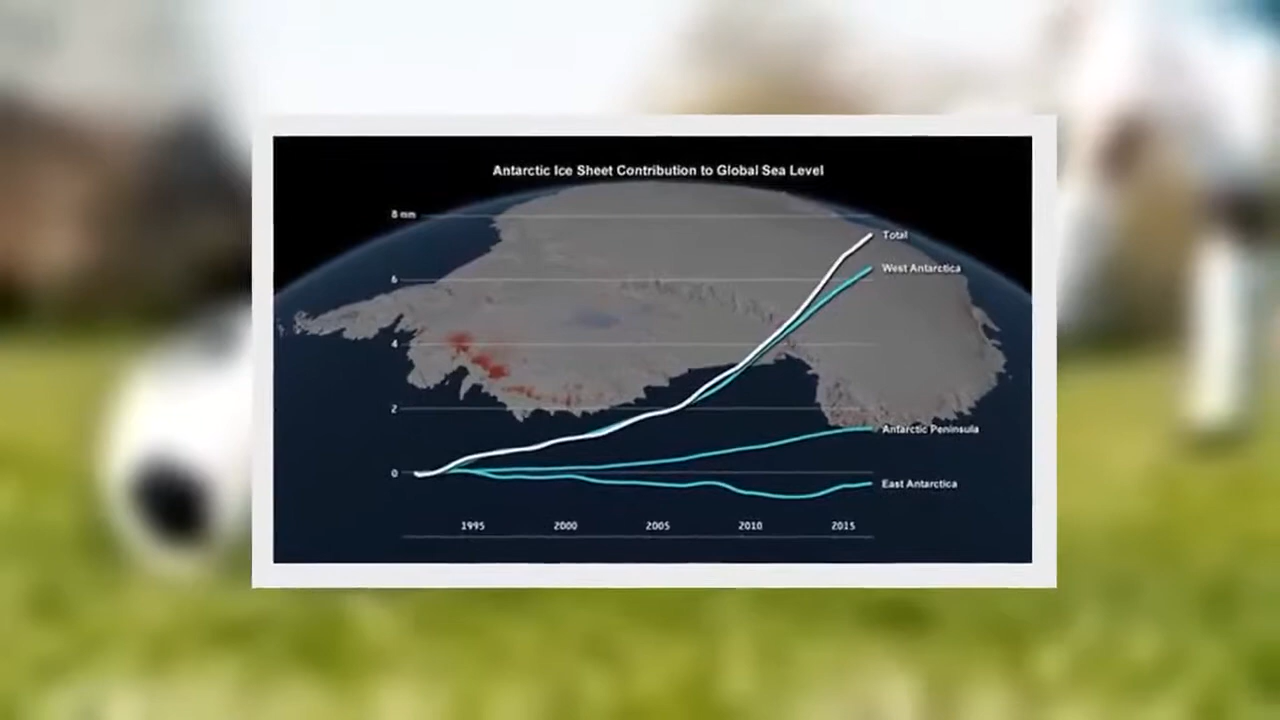 Antarctic Ice Sheet Contribution to Global Sea Level
8 mm
Total
West Antarctica
6
4
2
Antarctic Peninsula
0
East Antarctica
1995 2000 2005 2010 2015